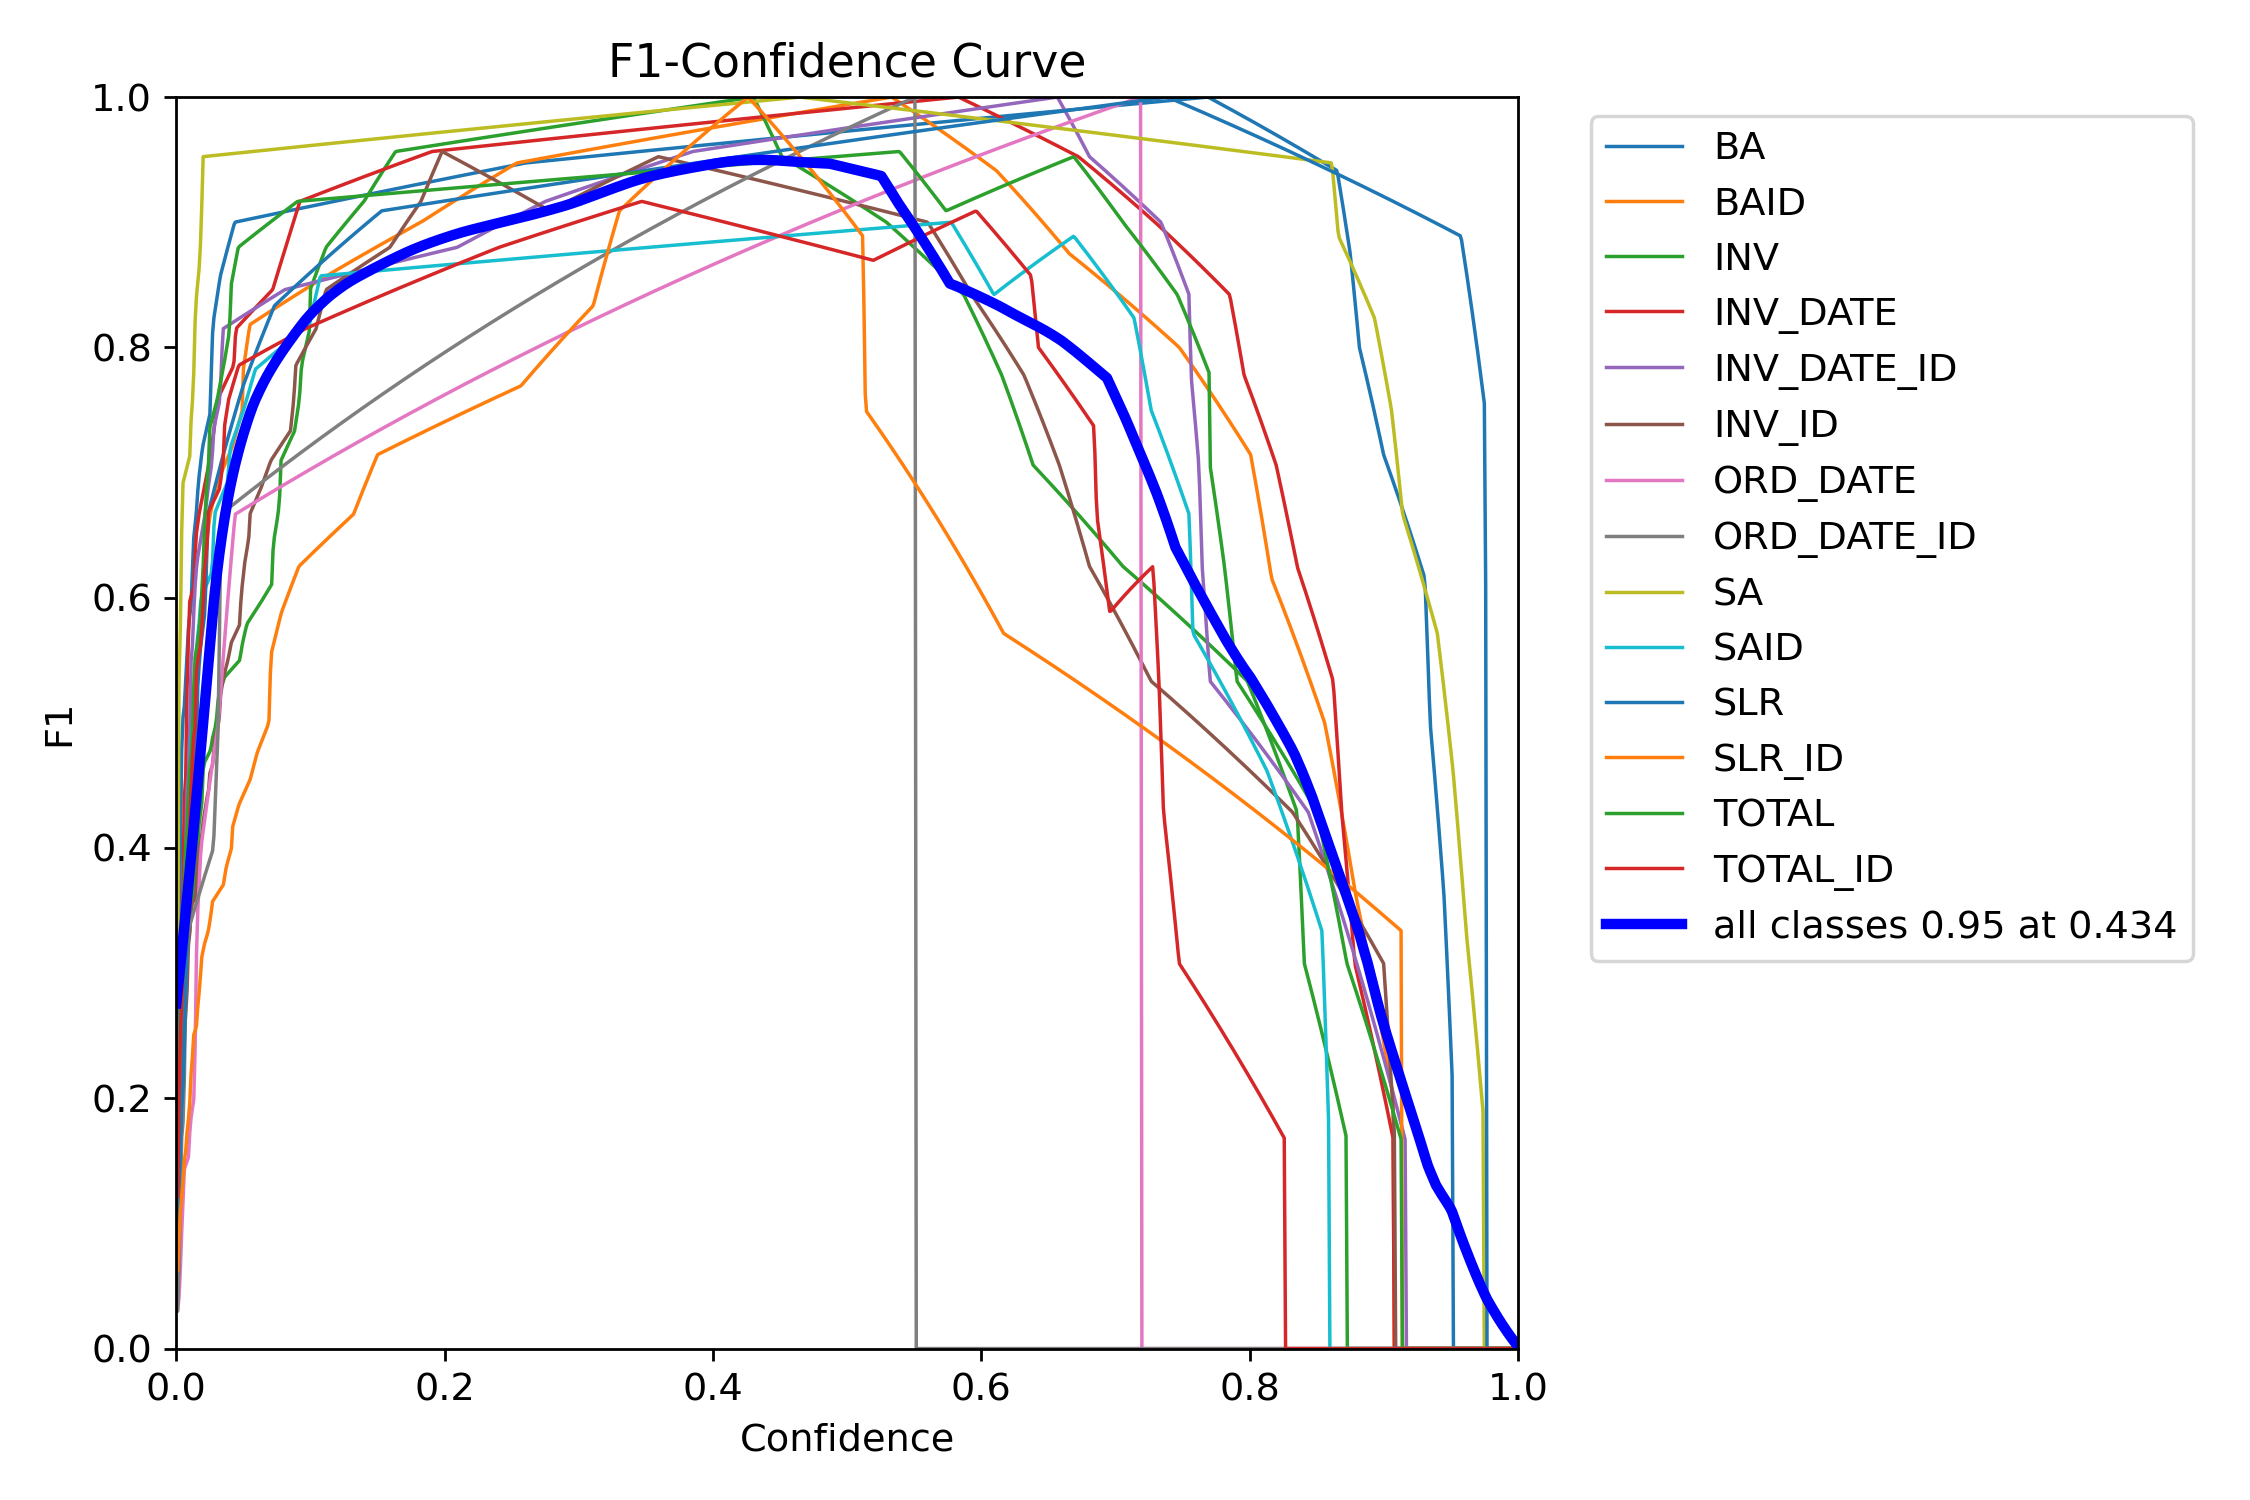 F1-Confidence Curve
1.0
0.8
0.6
0.4
0.2
0.0
F1
0.0 0.2 0.4 0.6 0.8 1.0
Confidence
BA
BAID
INV
INV_DATE
INV_DATE_ID
INV_ID
ORD_DATE
ORD_DATE_ID
SA
SAID
SLR
SLR_ID
TOTAL
TOTAL_ID
all classes 0.95 at 0.434